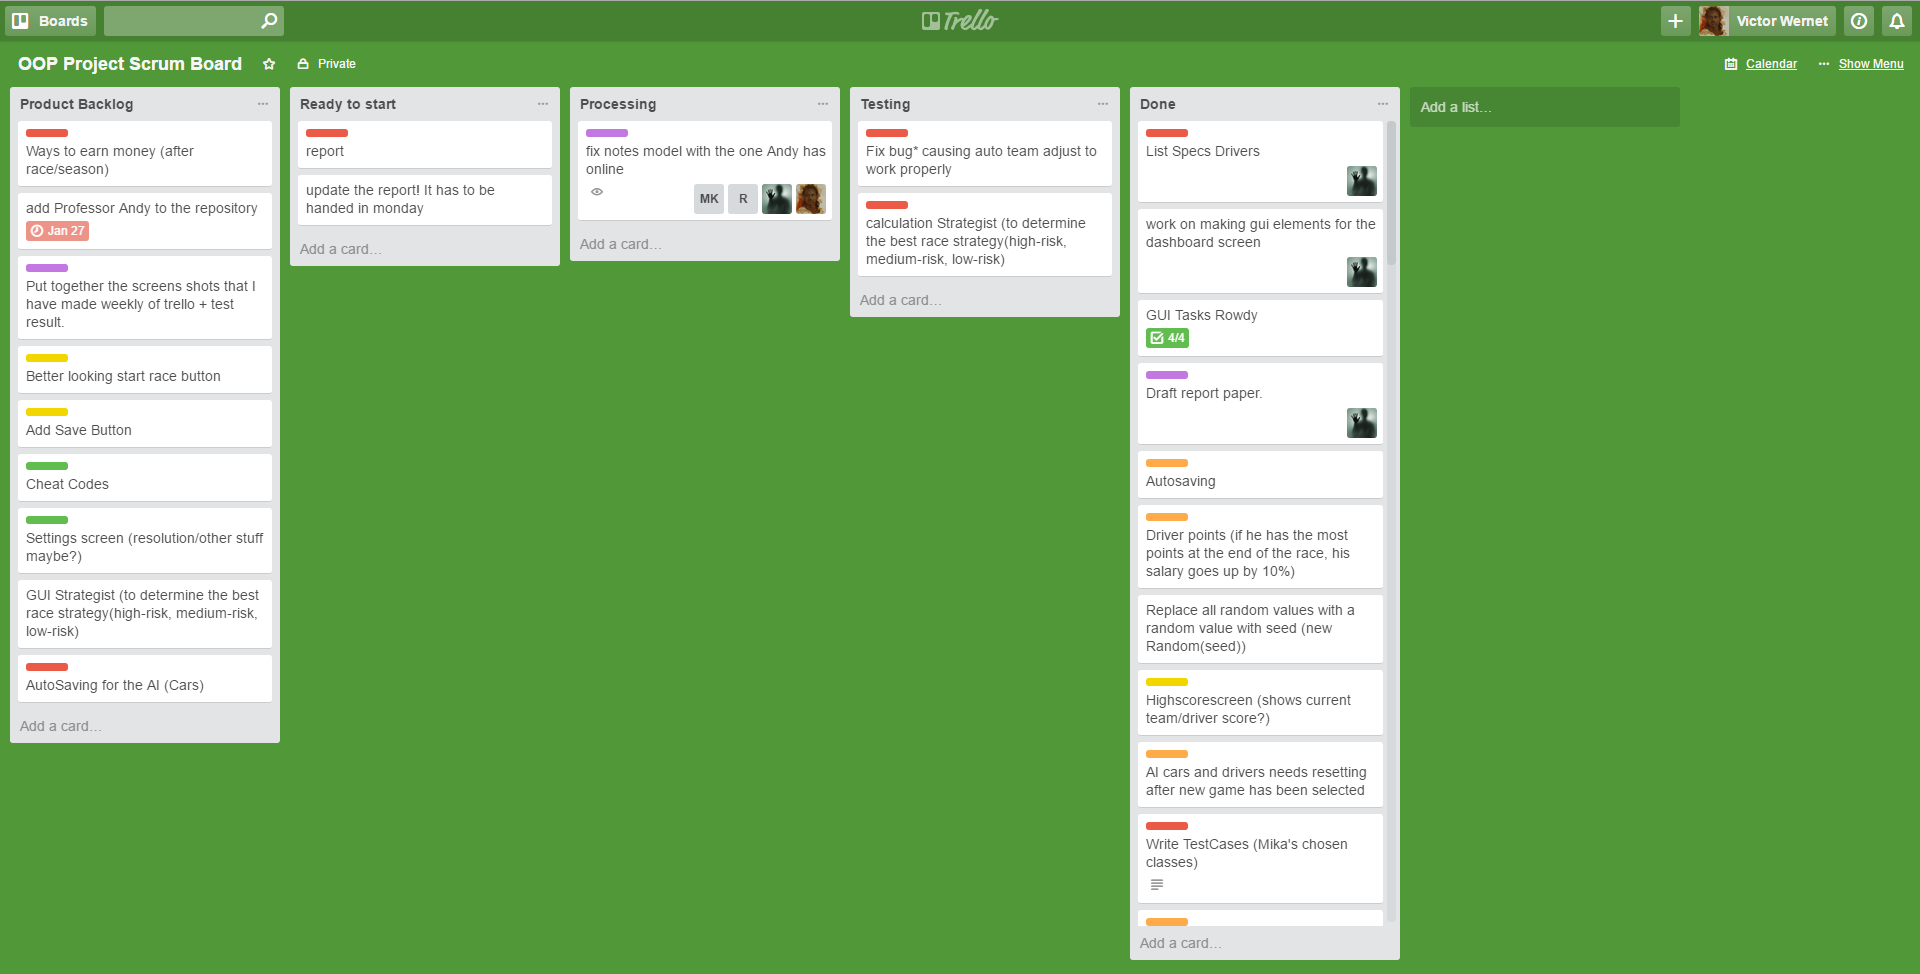 Boards
Trello
Victor Wernet
OOP Project Scrum Board
Private
Calendar
Show Menu
Product Backlog
Ways to earn money (after
race/season)
add Professor Andy to the repository
Jan 27
Put together the screens shots that I
have made weekly of trello + test
result.
Better looking start race button
Add Save Button
Cheat Codes
Settings screen (resolution/other stuff
maybe?)
GUI Strategist (to determine the best
race strategy(high-risk, medium-risk,
low-risk)
AutoSaving for the AI (Cars)
Add a card...
Ready to start
report
update the report! It has to be
handed in monday
Add a card...
Processing
fix notes model with the one Andy has
online
MK
R
Add a card...
Testing
Fix bug* causing auto team adjust to
work properly
calculation Strategist (to determine
the best race strategy(high-risk,
medium-risk, low-risk)
Add a card...
Done
List Specs Drivers
work on making gui elements for the
dashboard screen
GUI Tasks Rowdy
4/4
Draft report paper.
Autosaving
Driver points (if he has the most
points at the end of the race, his
salary goes up by 10%)
Replace all random values with a
random value with seed (new
Random(seed))
Highscorescreen (shows current
team/driver score?)
AI cars and drivers needs resetting
after new game has been selected
Write TestCases (Mika's chosen
classes)
Add a card...
Add a list...